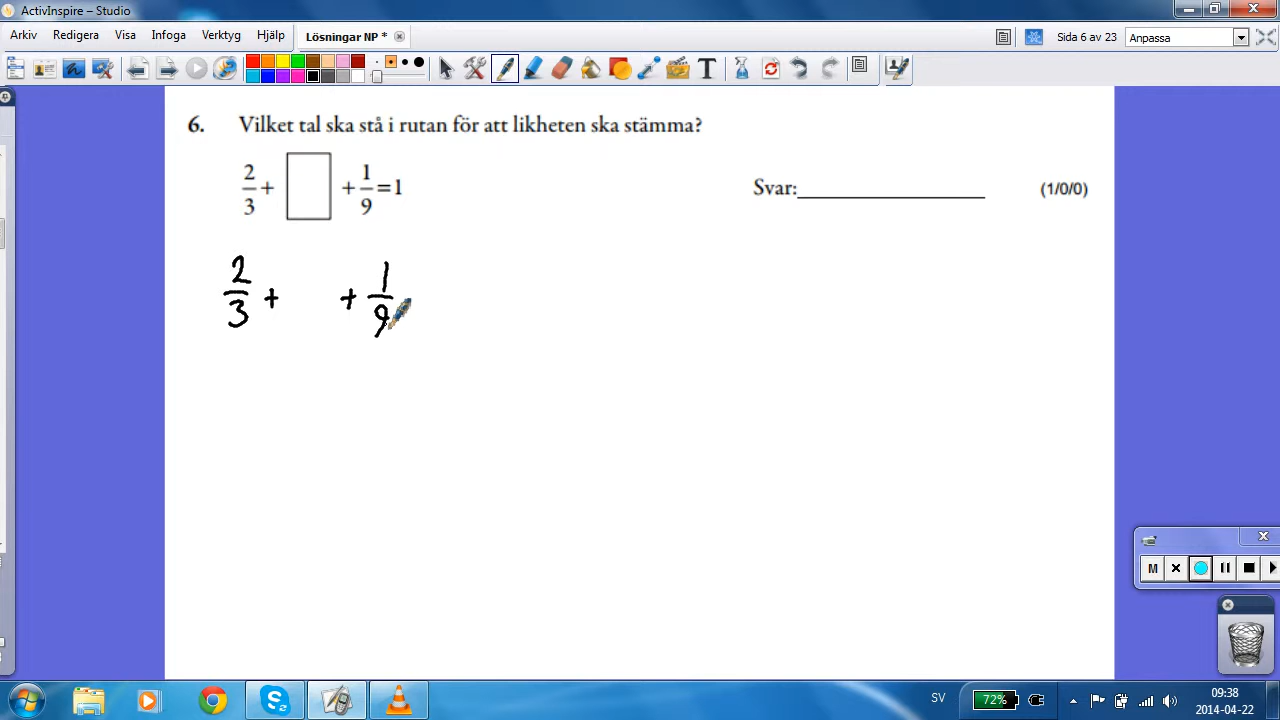 ActivInspire – Studio
Arkiv Redigera Visa Infoga Verktyg Hjälp Lösningar NP * Sida 6 av 23 Anpassa
6. Vilket tal ska stå i rutan för att likheten ska stämma?
2/3 + + 1/9 = 1 Svar:____________________ (1/0/0)
2/3 + + 1/9
M
SV 72% 09:38
2014-04-22